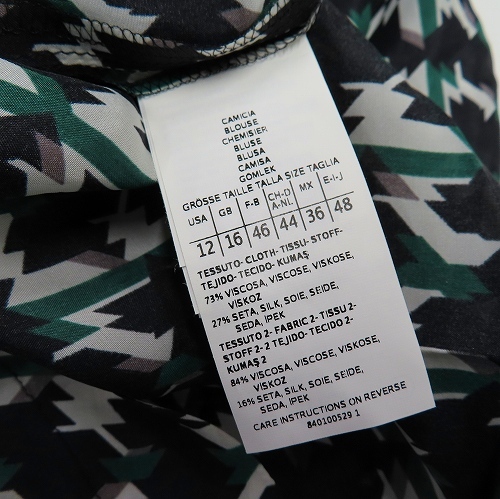 CAMICIA
BLOUSE
CHEMISIER
BLUSE
BLUSA
CAMISA
GÖMLEK
GRÖSSE TAILLE TALLA SIZE TAGLIA
USA GB F-B CH-D A-NL MX E-I-J
12 16 46 44 36 48
TESSUTO- CLOTH-TISSU-STOFF-
TEJIDO-TECIDO-KUMAŞ
73% VISCOSA, VISCOSE, VISKOSE,
VISKOZ
27% SETA, SILK, SOIE, SEIDE,
SEDA, IPEK
TESSUTO 2- FABRIC 2- TISSU 2-
STOFF 2-2 TEJIDO- TECIDO 2-
KUMAŞ 2
84% VISCOSA, VISCOSE, VISKOSE,
VISKOZ
16% SETA, SILK, SOIE, SEIDE,
SEDA, IPEK
CARE INSTRUCTIONS ON REVERSE
840100529 1